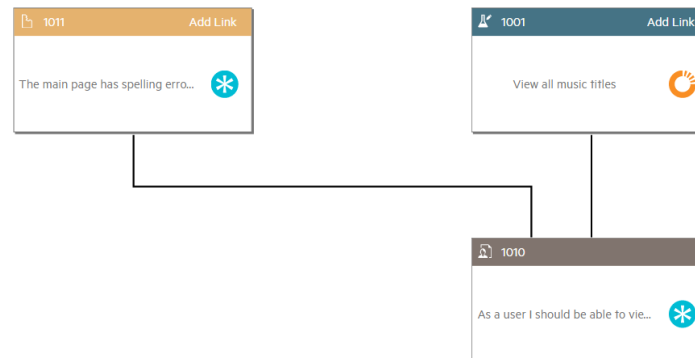 1011 Add Link
The main page has spelling erro...
1001 Add Link
View all music titles
1010
As a user I should be able to vie...